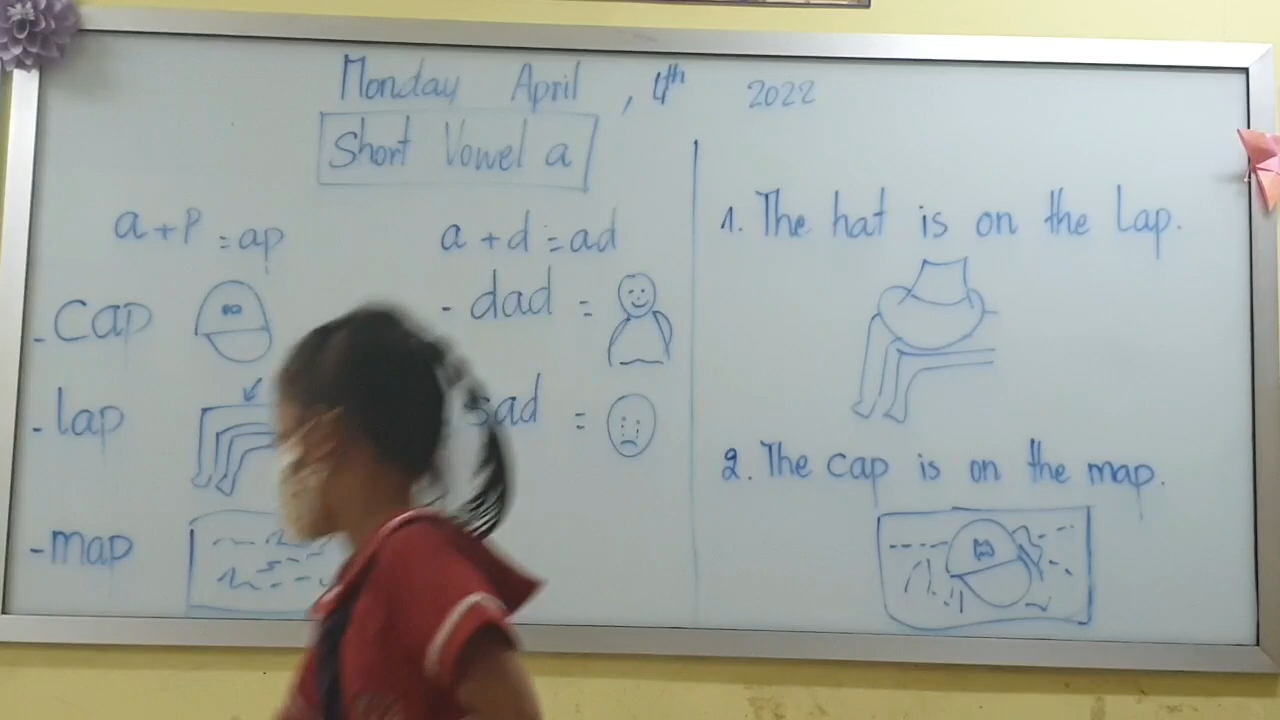 Monday April , 4th 2022
Short Vowel a
a + P = ap
- Cap
- lap
- map
a + d = ad
- dad =
sad =
1. The hat is on the Lap.
2. The cap is on the map.